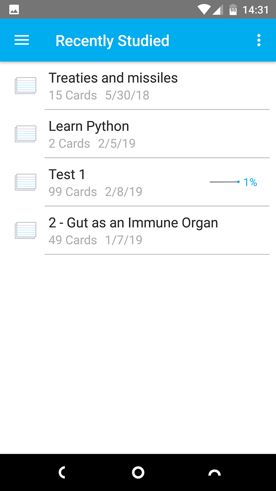 14:31
Recently Studied
Treaties and missiles
15 Cards 5/30/18
Learn Python
2 Cards 2/5/19
Test 1
99 Cards 2/8/19
1%
2 - Gut as an Immune Organ
49 Cards 1/7/19